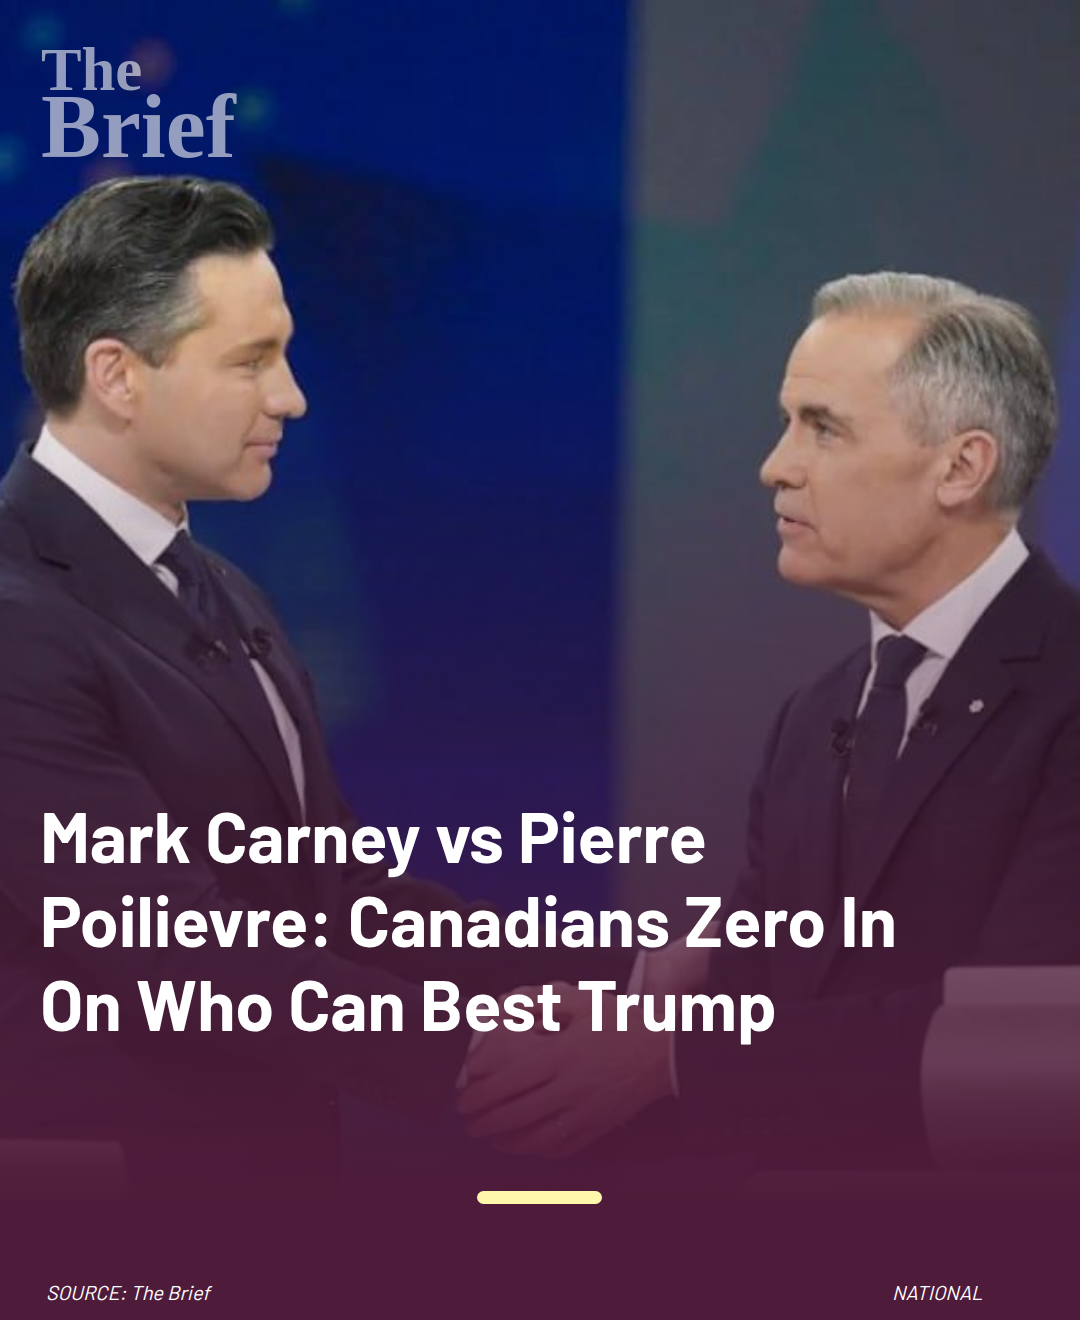 The
Brief
Mark Carney vs Pierre
Poilievre: Canadians Zero In
On Who Can Best Trump
SOURCE: The Brief
NATIONAL